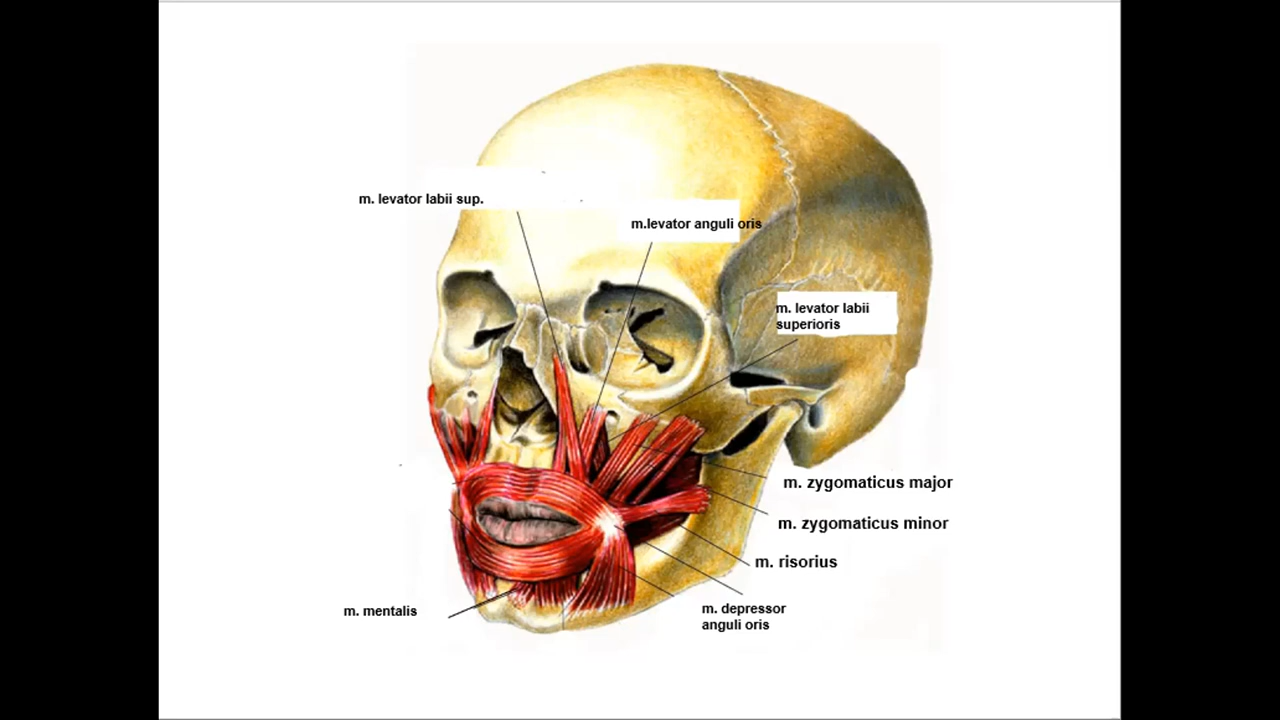 m. levator labii sup.
m.levator anguli oris
m. levator labii
superioris
m. zygomaticus major
m. zygomaticus minor
m. risorius
m. mentalis
m. depressor
anguli oris